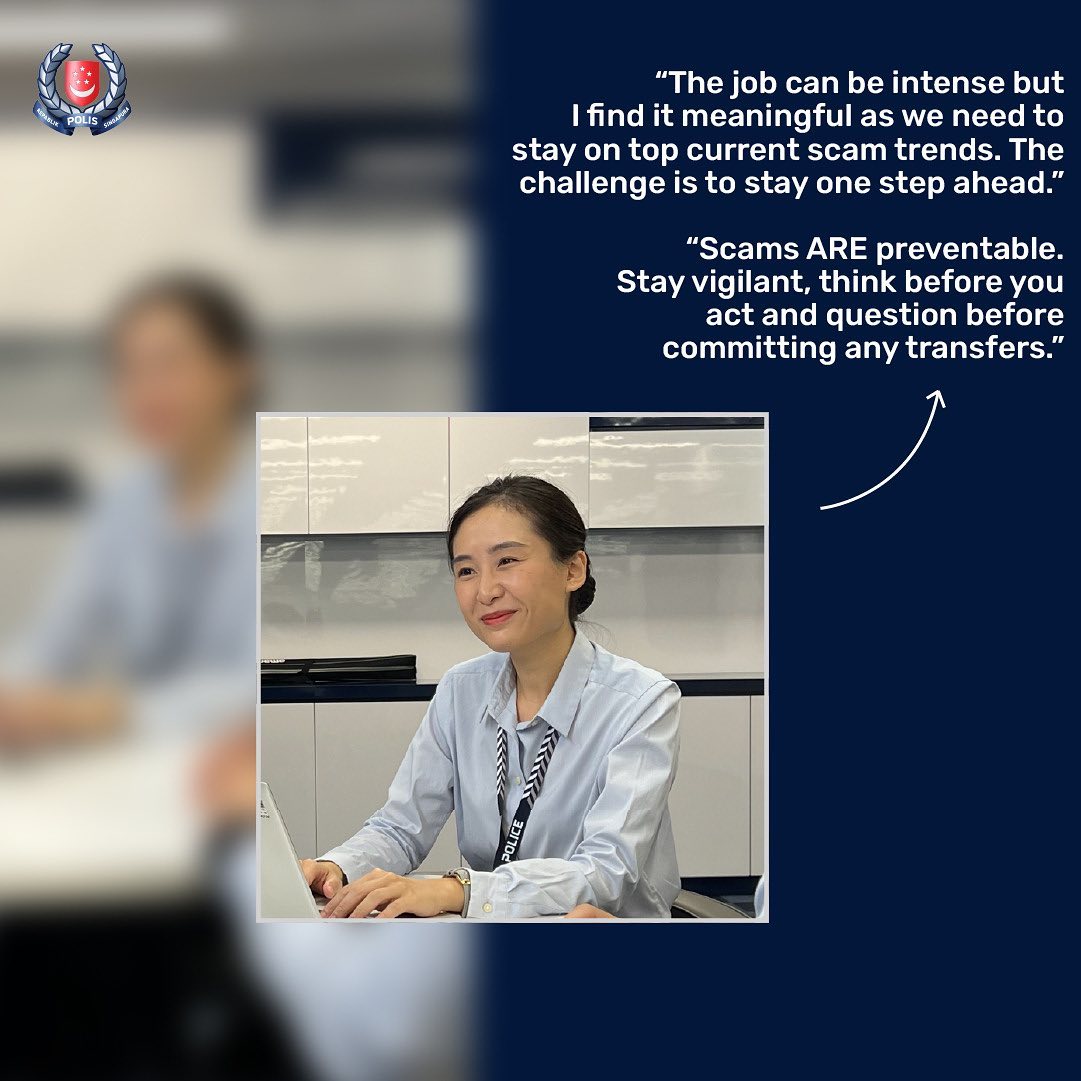 REPUBLIK POLIS SINGAPURA
“The job can be intense but
I find it meaningful as we need to
stay on top current scam trends. The
challenge is to stay one step ahead.”
“Scams ARE preventable.
Stay vigilant, think before you
act and question before
committing any transfers.”
POLICE